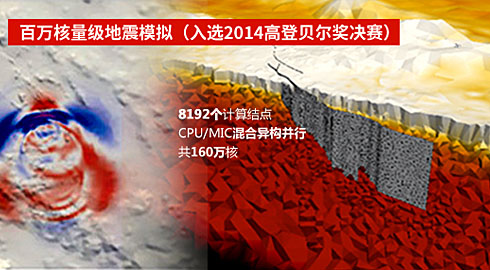 百万核量级地震模拟（入选2014高登贝尔奖决赛）
8192个计算结点
CPU/MIC混合异构并行
共160万核